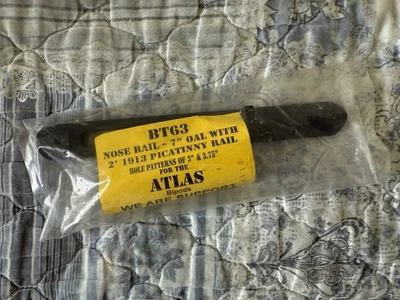 BT63
NOSE RAIL - 7" OAL WITH
2' 1913 PICATINNY RAIL
HOLE PATTERNS OF 3" & 3.75"
FOR THE
ATLAS
Bipods
WE ARE SUPPORT